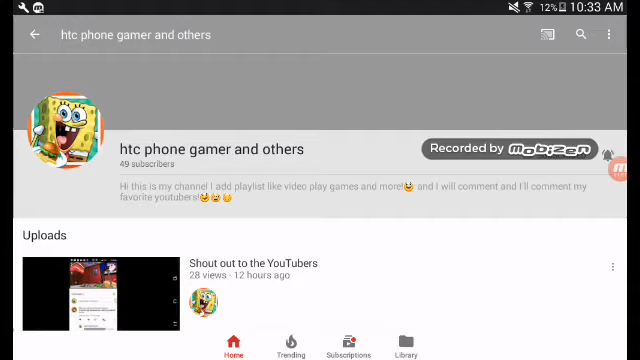 12% 10:33 AM
htc phone gamer and others
htc phone gamer and others
49 subscribers
Recorded by mobizen
Hi this is my channel I add playlist like video play games and more!😃 and I will comment and I'll comment my
favorite youtubers!
Uploads
Shout out to the YouTubers
28 views · 12 hours ago
Home
Trending
Subscriptions
Library